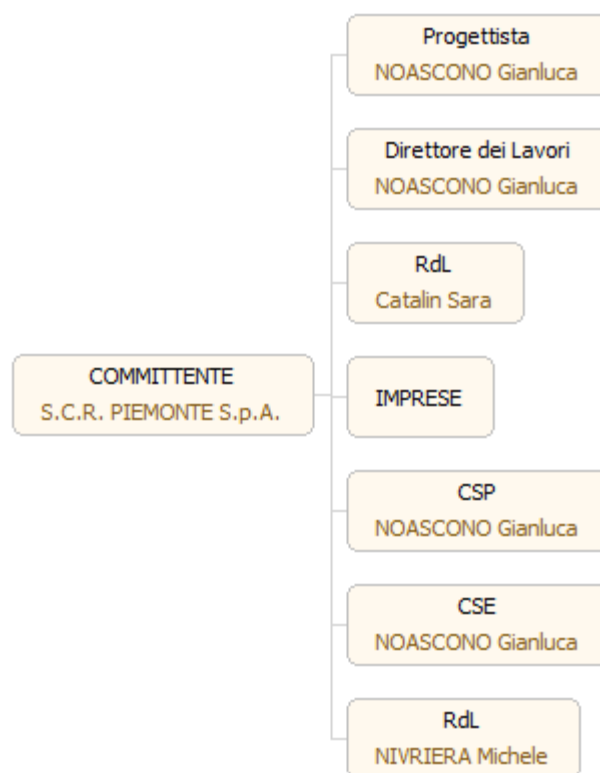 Progettista
NOASCONO Gianluca
Direttore dei Lavori
NOASCONO Gianluca
RdL
Catalin Sara
COMMITTENTE
S.C.R. PIEMONTE S.p.A.
IMPRESE
CSP
NOASCONO Gianluca
CSE
NOASCONO Gianluca
RdL
NIVRIERA Michele